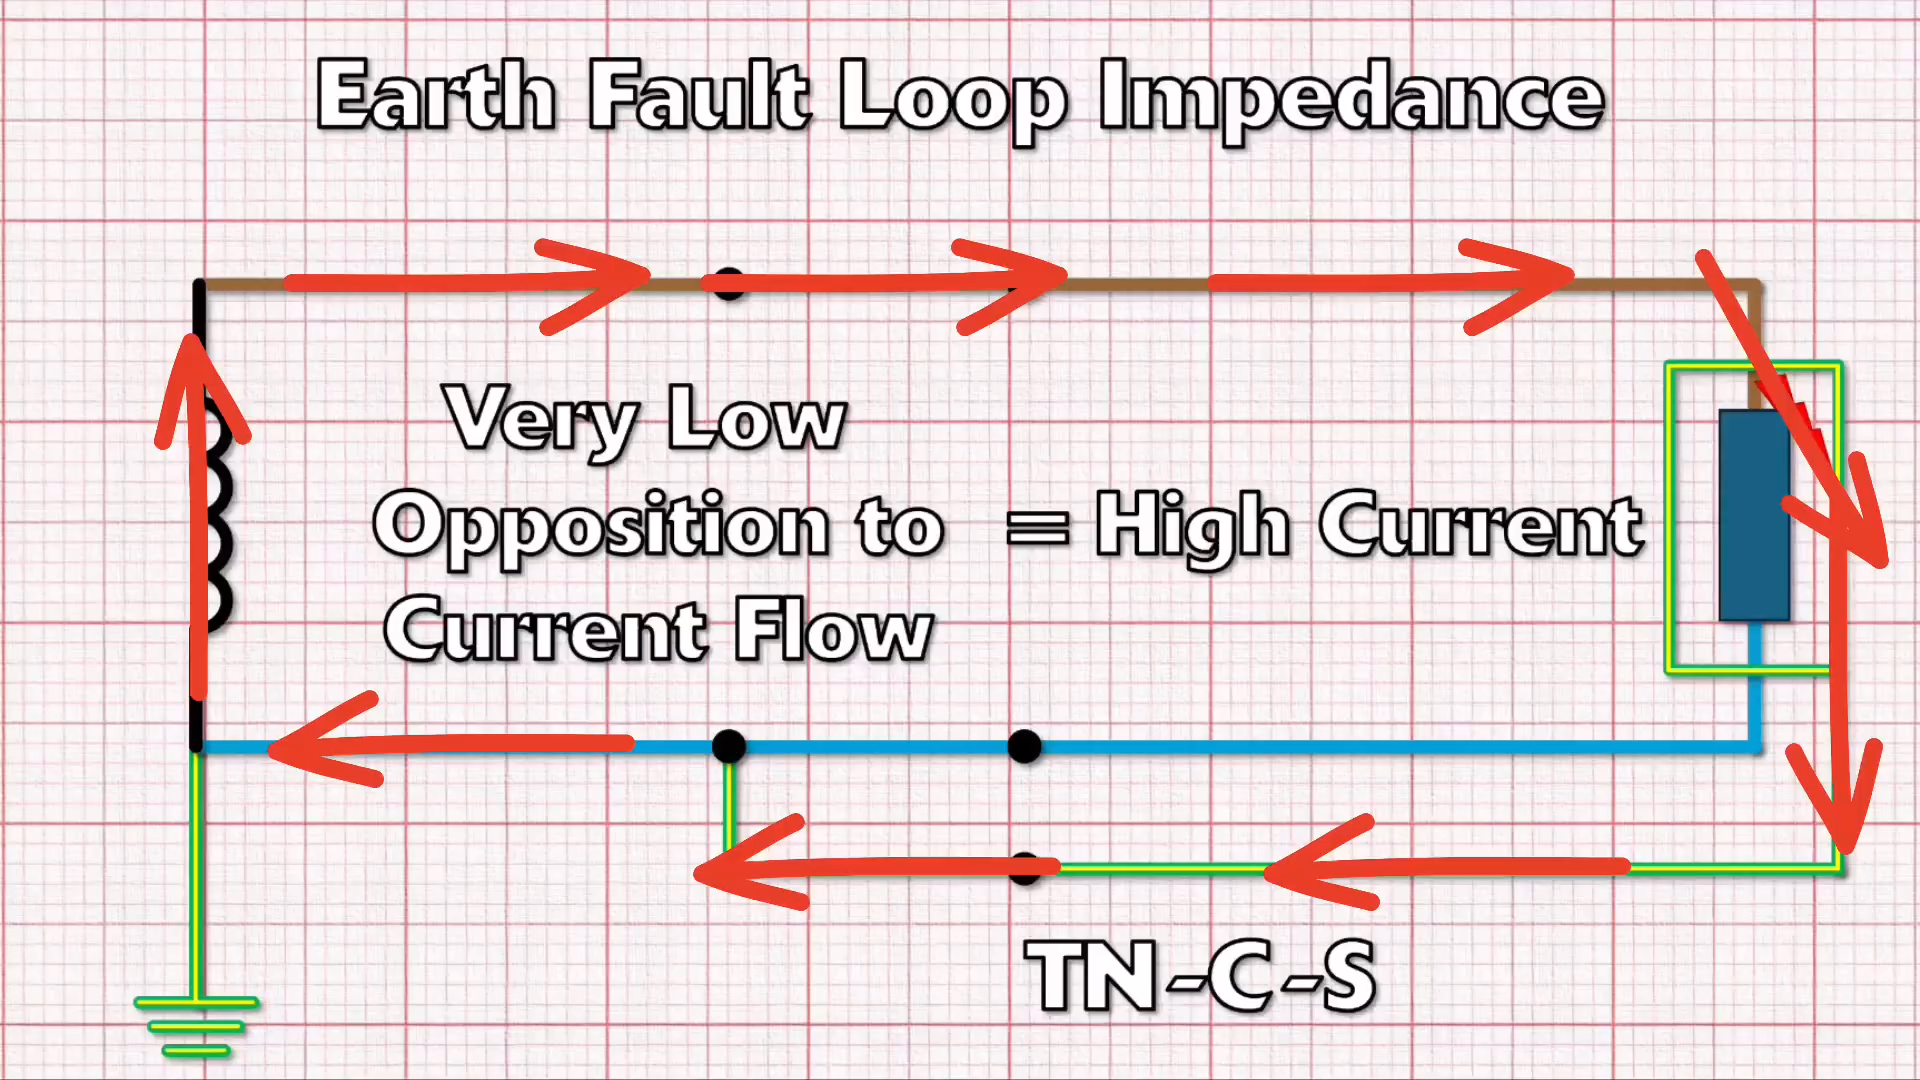 Earth Fault Loop Impedance
Very Low
Opposition to = High Current
Current Flow
TN-C-S